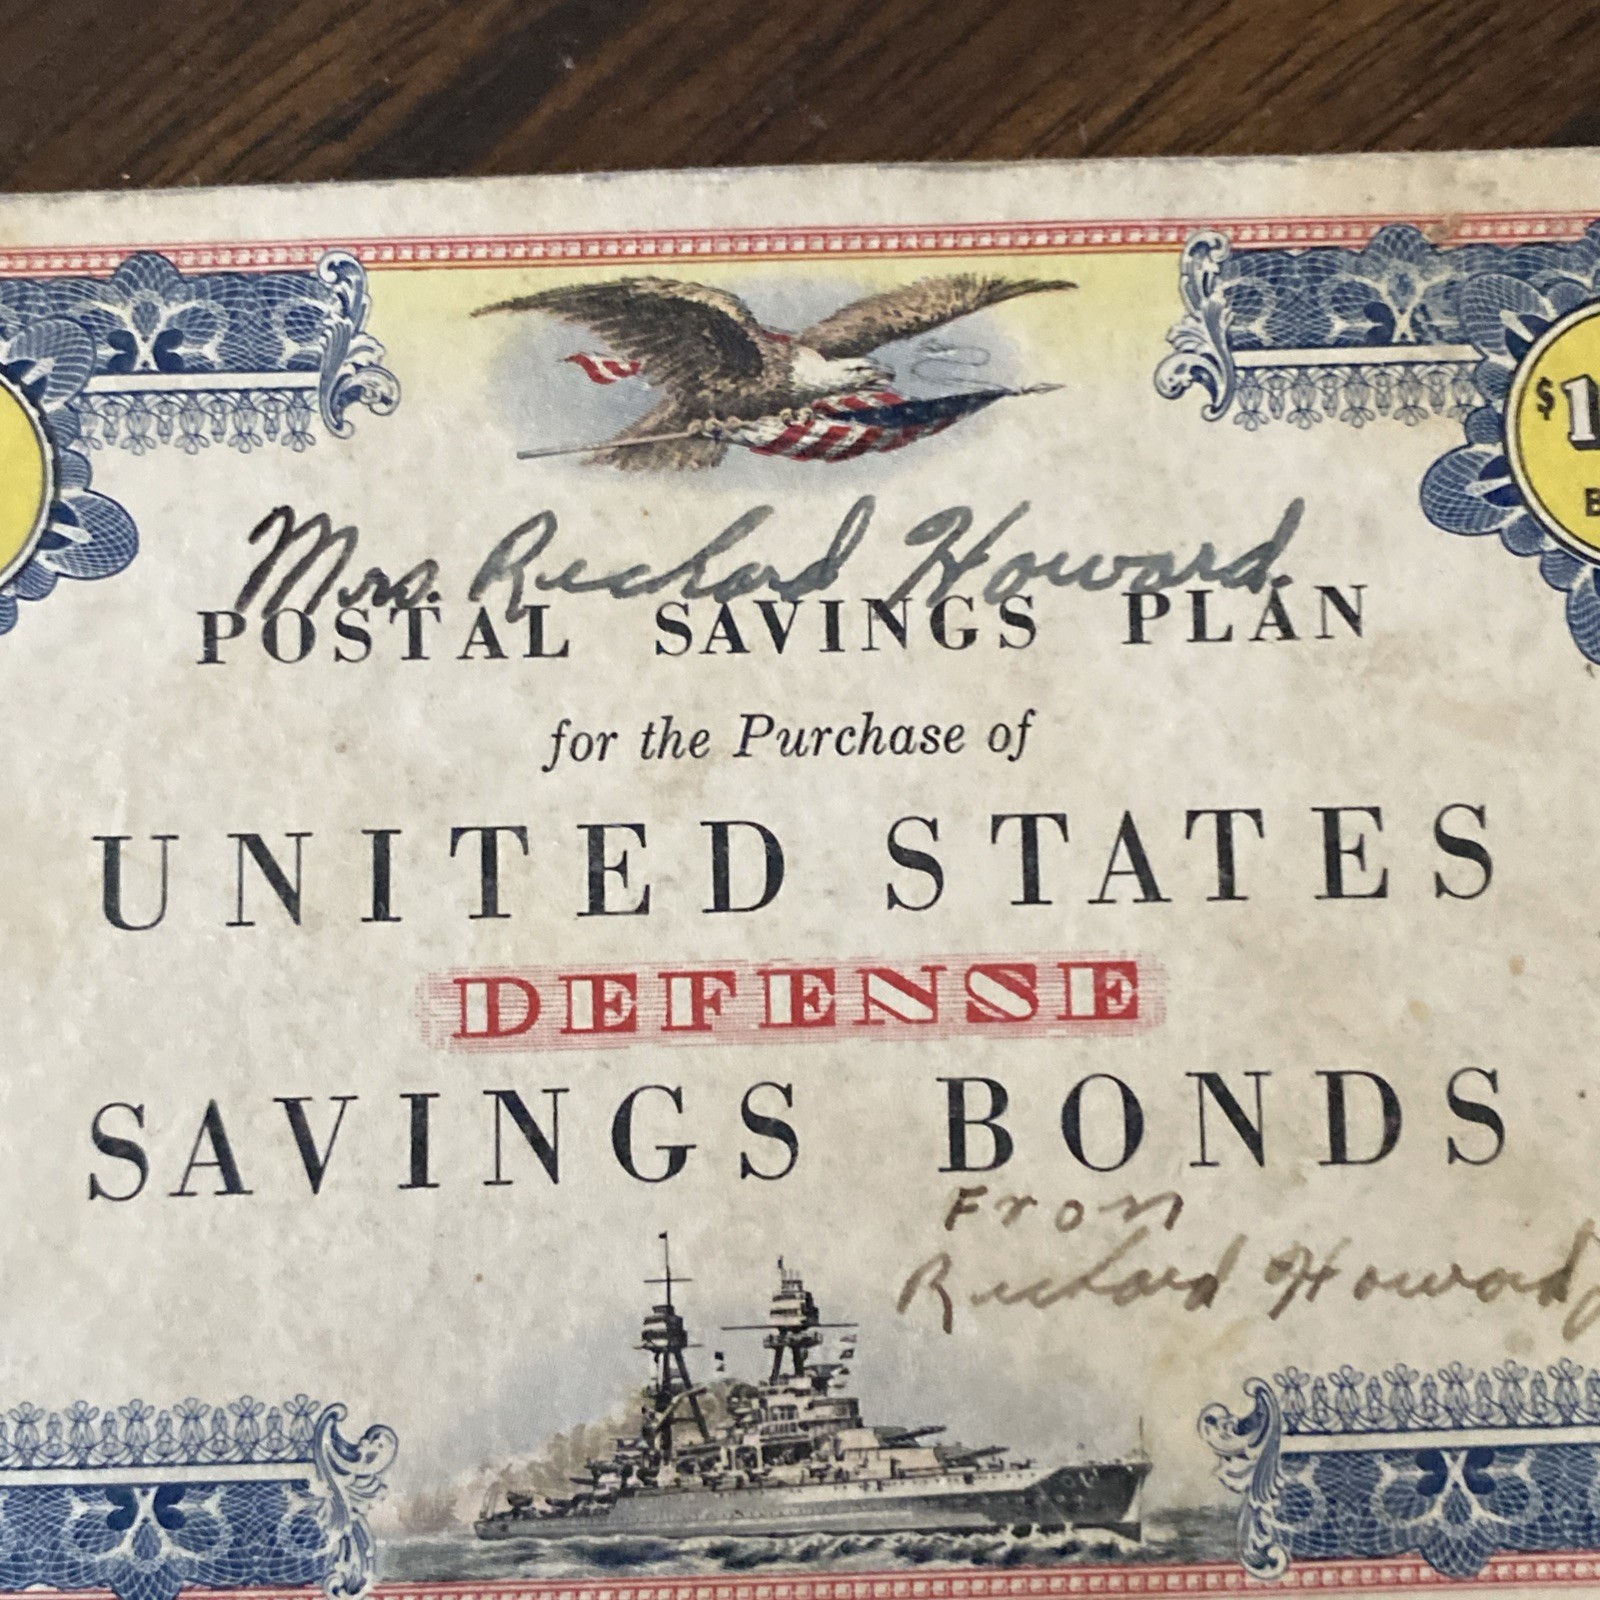 Mrs. Richard Howard.
POSTAL SAVINGS PLAN
for the Purchase of
UNITED STATES
DEFENSE
SAVINGS BONDS
From
Richard Howard